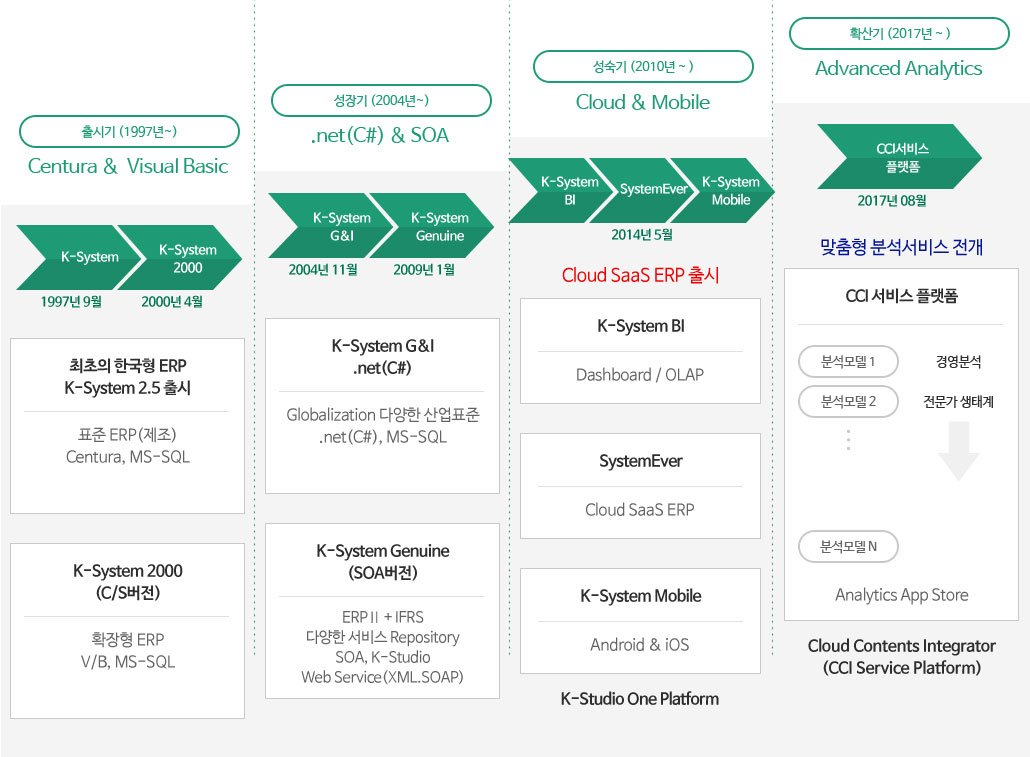 출시기 (1997년~)
Centura & Visual Basic
K-System
K-System
2000
1997년 9월
2000년 4월
최초의 한국형 ERP
K-System 2.5 출시
표준 ERP(제조)
Centura, MS-SQL
K-System 2000
(C/S버전)
확장형 ERP
V/B, MS-SQL
성장기 (2004년~)
.net(C#) & SOA
K-System
G&I
K-System
Genuine
2004년 11월
2009년 1월
K-System G&I
.net(C#)
Globalization 다양한 산업표준
.net(C#), MS-SQL
K-System Genuine
(SOA버전)
ERPⅡ + IFRS
다양한 서비스 Repository
SOA, K-Studio
Web Service(XML.SOAP)
성숙기 (2010년 ~ )
Cloud & Mobile
K-System
BI
SystemEver
K-System
Mobile
2014년 5월
Cloud SaaS ERP 출시
K-System BI
Dashboard / OLAP
SystemEver
Cloud SaaS ERP
K-System Mobile
Android & iOS
K-Studio One Platform
확산기 (2017년 ~ )
Advanced Analytics
CCI서비스
플랫폼
2017년 08월
맞춤형 분석서비스 전개
CCI 서비스 플랫폼
분석모델 1 경영분석
분석모델 2 전문가 생태계
분석모델 N
Analytics App Store
Cloud Contents Integrator
(CCI Service Platform)